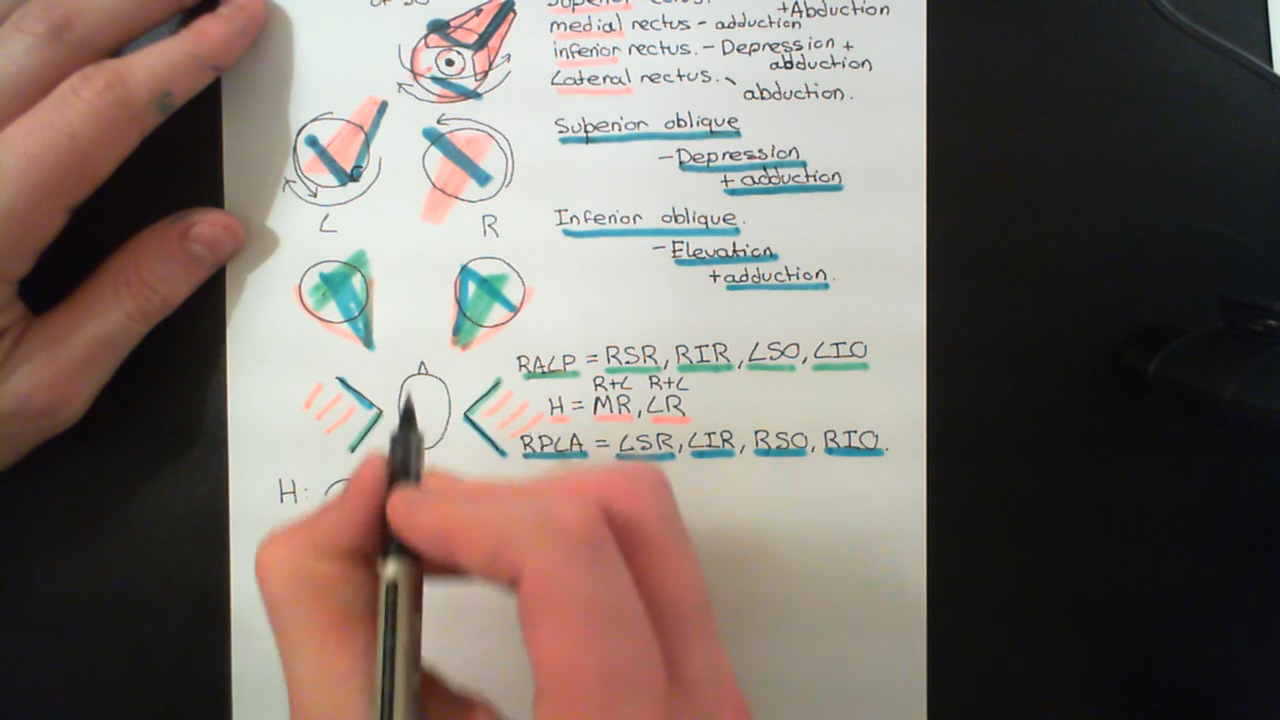 +Abduction
medial rectus - adduction
inferior rectus. - Depression +
abduction
Lateral rectus.
abduction.
Superior oblique
- Depression
+ adduction
L R
Inferior oblique.
- Elevation
+adduction.
RALP = RSR, RIR, LSO, LIO
R+L R+L
H = MR, LR
RPLA = LSR, LIR, RSO, RIO.
H: